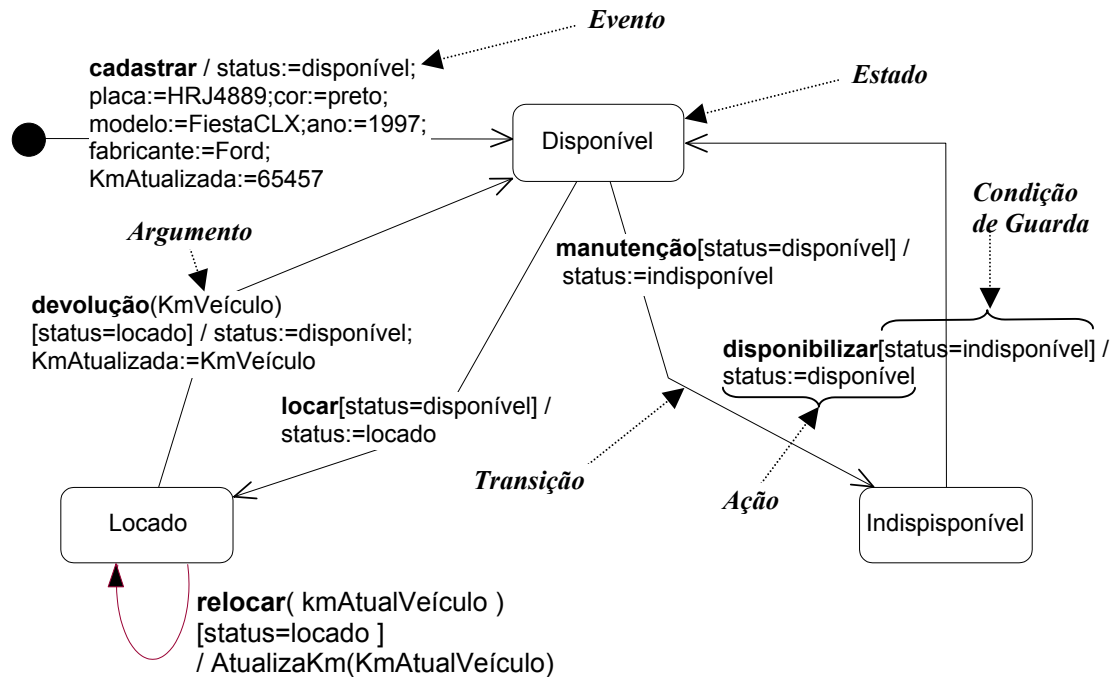 Evento
cadastrar / status:=disponível;
placa:=HRJ4889;cor:=preto;
modelo:=FiestaCLX;ano:=1997;
fabricante:=Ford;
KmAtualizada:=65457
Estado
Disponível
Condição
de Guarda
Argumento
manutenção[status=disponível] /
status:=indisponível
devolução(KmVeículo)
[status=locado] / status:=disponível;
KmAtualizada:=KmVeículo
disponibilizar[status=indisponível] /
status:=disponível
locar[status=disponível] /
status:=locado
Transição
Ação
Locado
Indispisponível
relocar( kmAtualVeículo )
[status=locado ]
/ AtualizaKm(KmAtualVeículo)